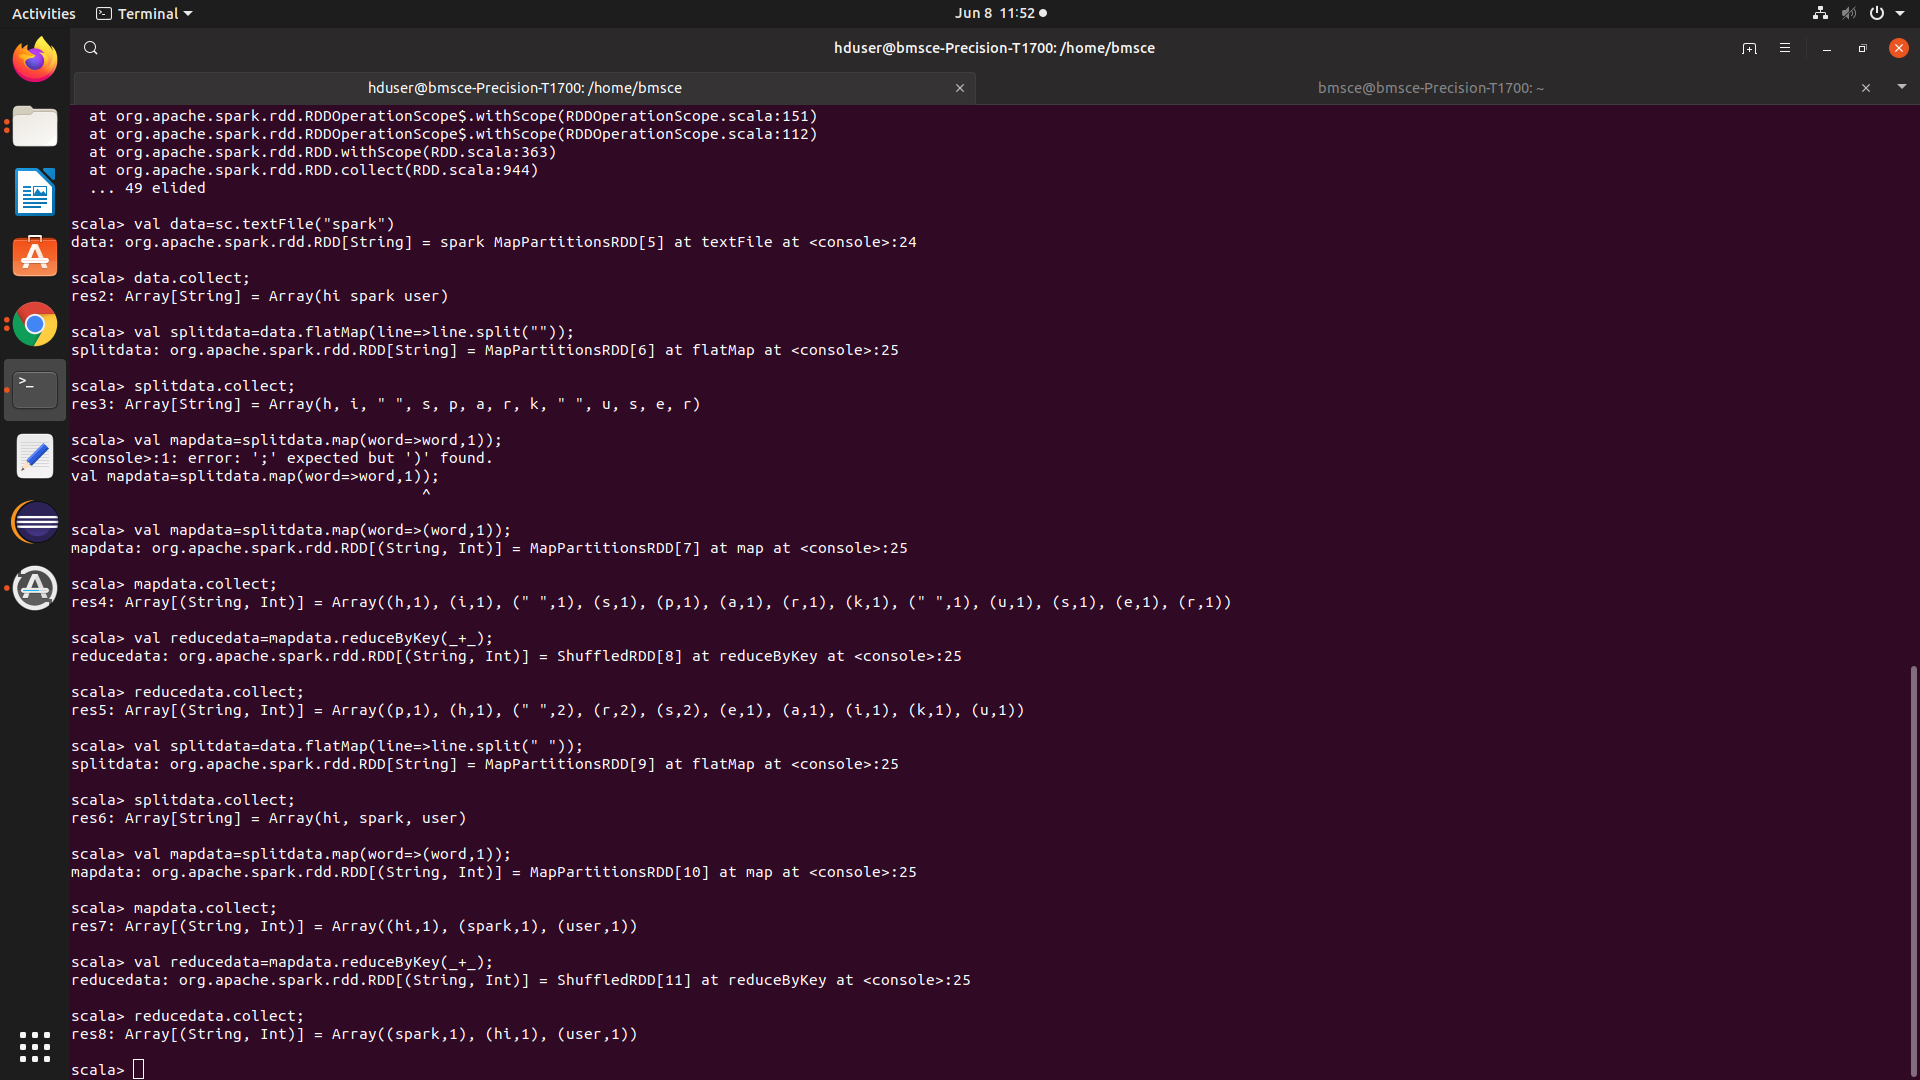 Activities
Terminal
Jun 8 11:52
hduser@bmsce-Precision-T1700: /home/bmsce
hduser@bmsce-Precision-T1700: /home/bmsce
bmsce@bmsce-Precision-T1700: ~
  at org.apache.spark.rdd.RDDOperationScope$.withScope(RDDOperationScope.scala:151)
  at org.apache.spark.rdd.RDDOperationScope$.withScope(RDDOperationScope.scala:112)
  at org.apache.spark.rdd.RDD.withScope(RDD.scala:363)
  at org.apache.spark.rdd.RDD.collect(RDD.scala:944)
  ... 49 elided
scala> val data=sc.textFile("spark")
data: org.apache.spark.rdd.RDD[String] = spark MapPartitionsRDD[5] at textFile at <console>:24
scala> data.collect;
res2: Array[String] = Array(hi spark user)
scala> val splitdata=data.flatMap(line=>line.split(""));
splitdata: org.apache.spark.rdd.RDD[String] = MapPartitionsRDD[6] at flatMap at <console>:25
scala> splitdata.collect;
res3: Array[String] = Array(h, i, " ", s, p, a, r, k, " ", u, s, e, r)
scala> val mapdata=splitdata.map(word=>word,1));
<console>:1: error: ';' expected but ')' found.
val mapdata=splitdata.map(word=>word,1));
                                       ^
scala> val mapdata=splitdata.map(word=>(word,1));
mapdata: org.apache.spark.rdd.RDD[(String, Int)] = MapPartitionsRDD[7] at map at <console>:25
scala> mapdata.collect;
res4: Array[(String, Int)] = Array((h,1), (i,1), (" ",1), (s,1), (p,1), (a,1), (r,1), (k,1), (" ",1), (u,1), (s,1), (e,1), (r,1))
scala> val reducedata=mapdata.reduceByKey(_+_);
reducedata: org.apache.spark.rdd.RDD[(String, Int)] = ShuffledRDD[8] at reduceByKey at <console>:25
scala> reducedata.collect;
res5: Array[(String, Int)] = Array((p,1), (h,1), (" ",2), (r,2), (s,2), (e,1), (a,1), (i,1), (k,1), (u,1))
scala> val splitdata=data.flatMap(line=>line.split(" "));
splitdata: org.apache.spark.rdd.RDD[String] = MapPartitionsRDD[9] at flatMap at <console>:25
scala> splitdata.collect;
res6: Array[String] = Array(hi, spark, user)
scala> val mapdata=splitdata.map(word=>(word,1));
mapdata: org.apache.spark.rdd.RDD[(String, Int)] = MapPartitionsRDD[10] at map at <console>:25
scala> mapdata.collect;
res7: Array[(String, Int)] = Array((hi,1), (spark,1), (user,1))
scala> val reducedata=mapdata.reduceByKey(_+_);
reducedata: org.apache.spark.rdd.RDD[(String, Int)] = ShuffledRDD[11] at reduceByKey at <console>:25
scala> reducedata.collect;
res8: Array[(String, Int)] = Array((spark,1), (hi,1), (user,1))
scala>